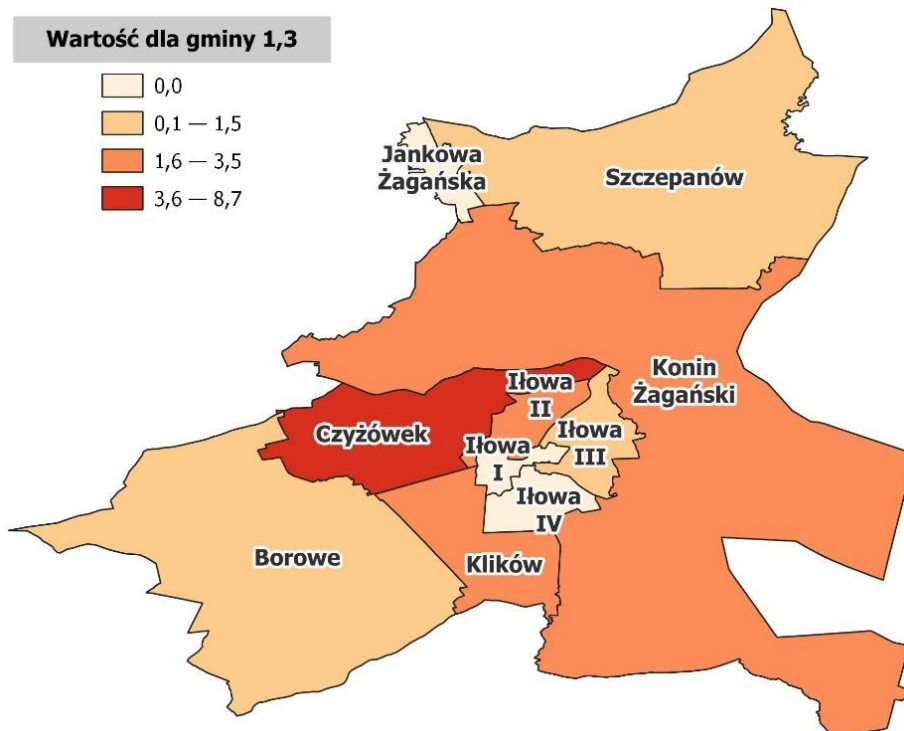 Wartość dla gminy 1,3
0,0
0,1 — 1,5
1,6 — 3,5
3,6 — 8,7
Jankowa
Żagańska
Szczepanów
Konin
Żagański
Iłowa
II
Czyżówek
Iłowa
III
Iłowa
I
Iłowa
IV
Borowe
Klików